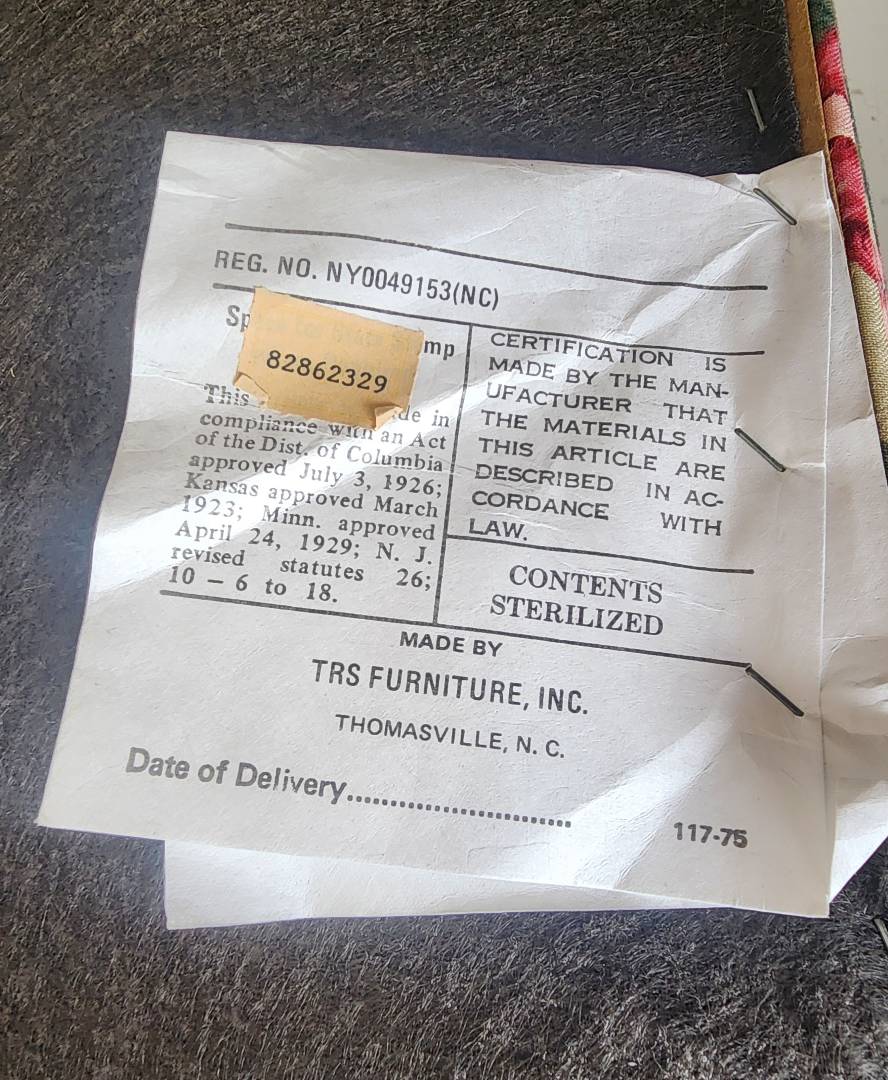 REG. NO. NY0049153(NC)
Sp mp
82862329
This de in
compliance with an Act
of the Dist. of Columbia
approved July 3, 1926;
Kansas approved March
1923; Minn. approved
April 24, 1929; N. J.
revised statutes 26;
10 – 6 to 18.
CERTIFICATION IS
MADE BY THE MAN-
UFACTURER THAT
THE MATERIALS IN
THIS ARTICLE ARE
DESCRIBED IN AC-
CORDANCE WITH
LAW.
CONTENTS
STERILIZED
MADE BY
TRS FURNITURE, INC.
THOMASVILLE, N. C.
Date of Delivery..........................
117-75